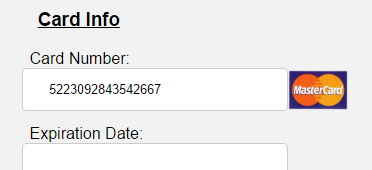 Card Info
Card Number:
5223092843542667
MasterCard
Expiration Date: